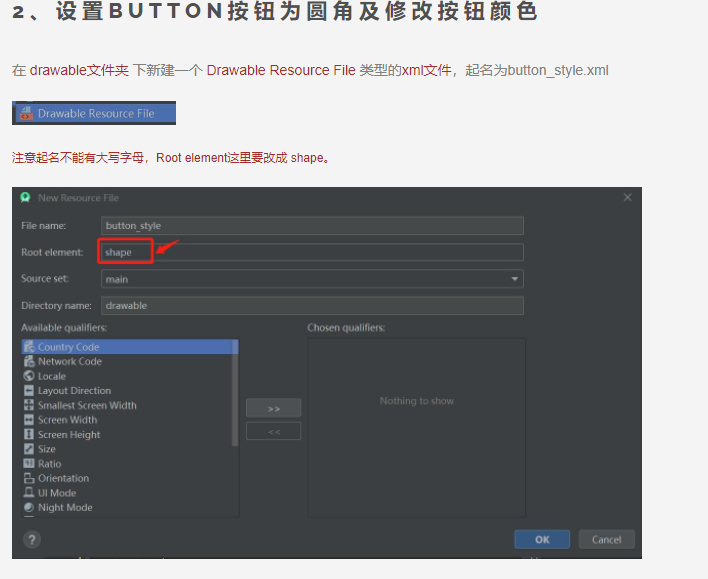 2、设置BUTTON按钮为圆角及修改按钮颜色
在 drawable文件夹 下新建一个 Drawable Resource File 类型的xml文件，起名为button_style.xml
Drawable Resource File
注意起名不能有大写字母，Root element这里要改成 shape。
New Resource File
File name:
button_style
Root element:
shape
Source set:
main
Directory name:
drawable
Available qualifiers:
Chosen qualifiers:
Country Code
Network Code
Locale
Layout Direction
Smallest Screen Width
Screen Width
Screen Height
Size
Ratio
Orientation
UI Mode
Night Mode
>>
<<
Nothing to show
?
OK
Cancel